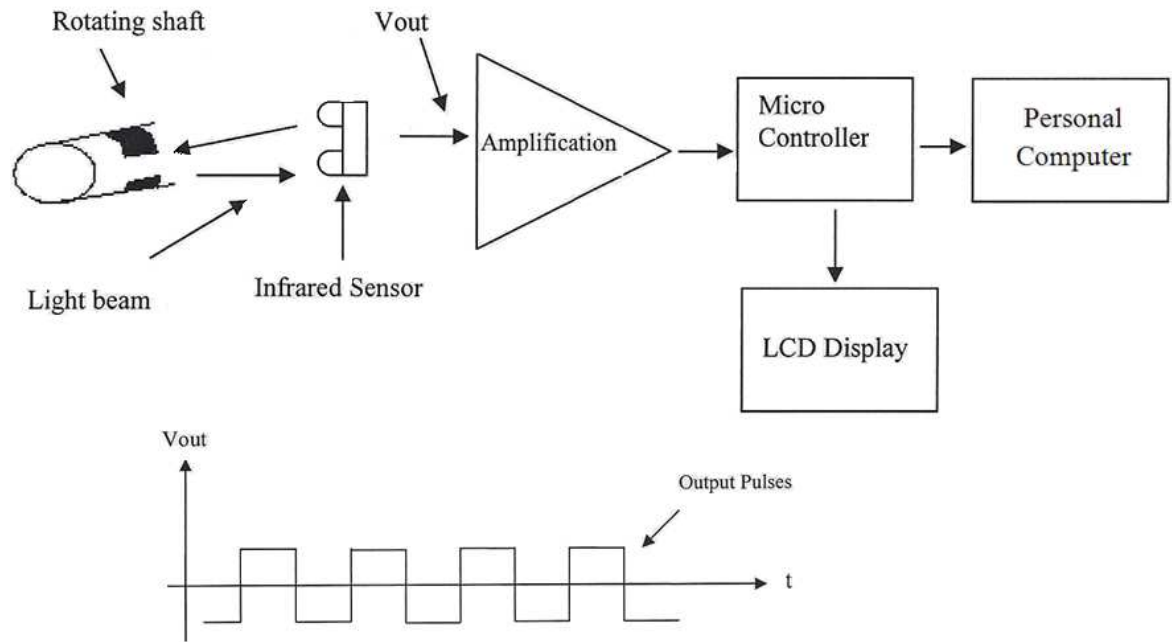 Rotating shaft
Vout
Amplification
Micro
Controller
Personal
Computer
Light beam
Infrared Sensor
LCD Display
Vout
Output Pulses
t